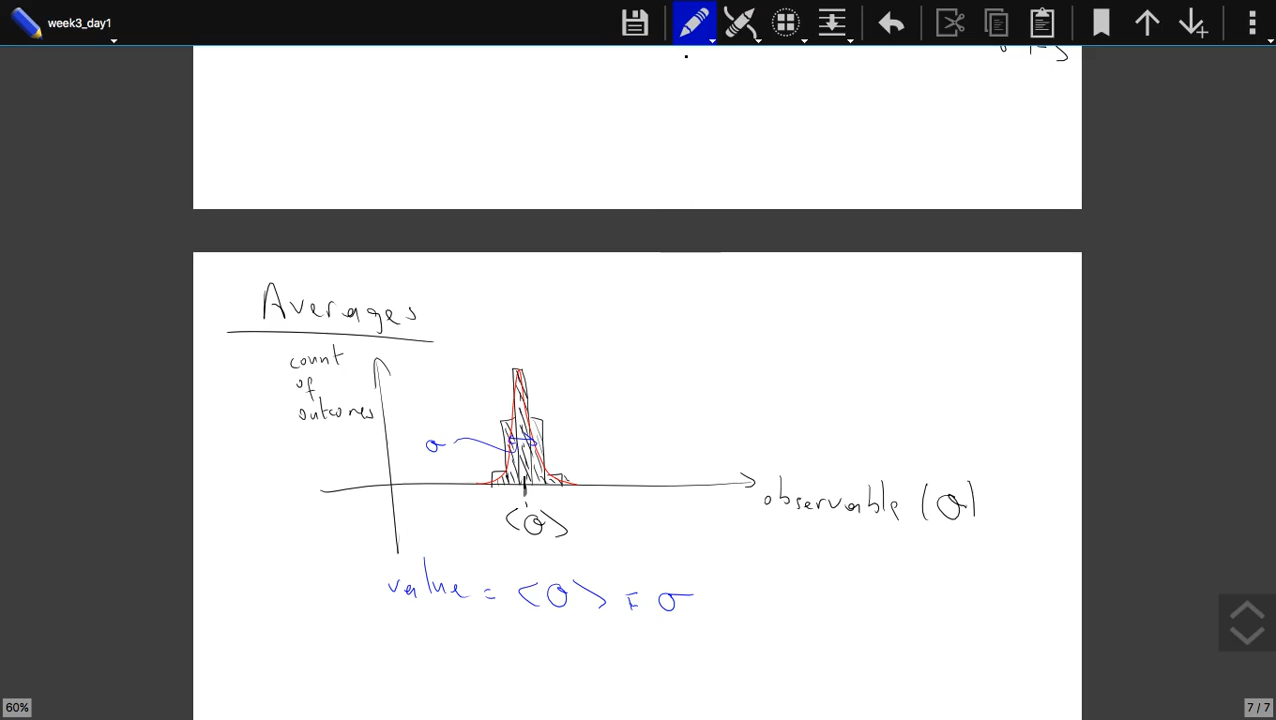 week3_day1
Averages
count
of
outcomes
σ
observable (O)
<O>
value = <O> ± σ
60%
7 / 7